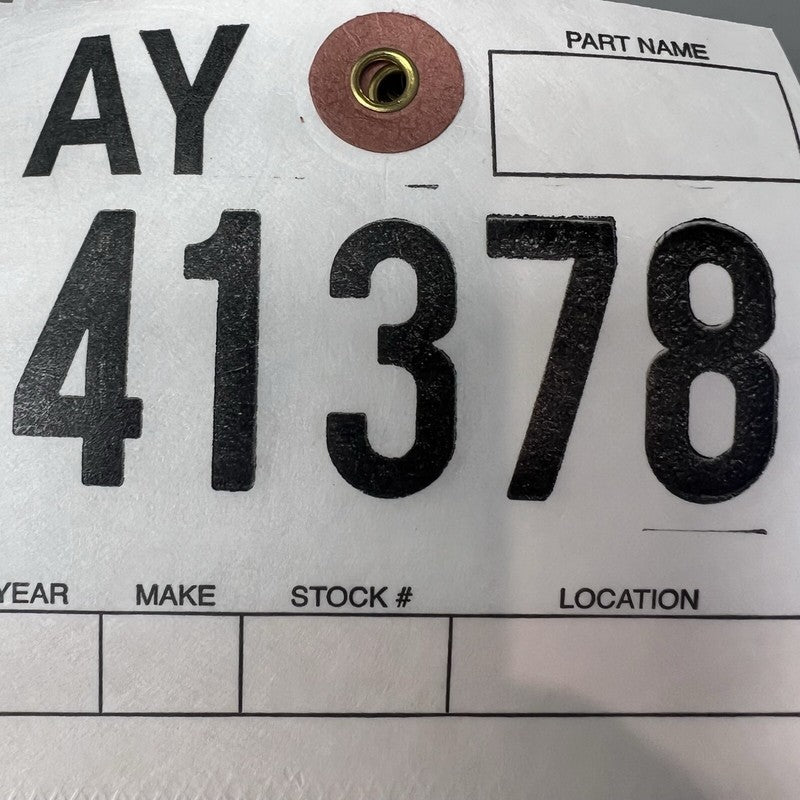 AY
PART NAME
41378
YEAR MAKE STOCK # LOCATION